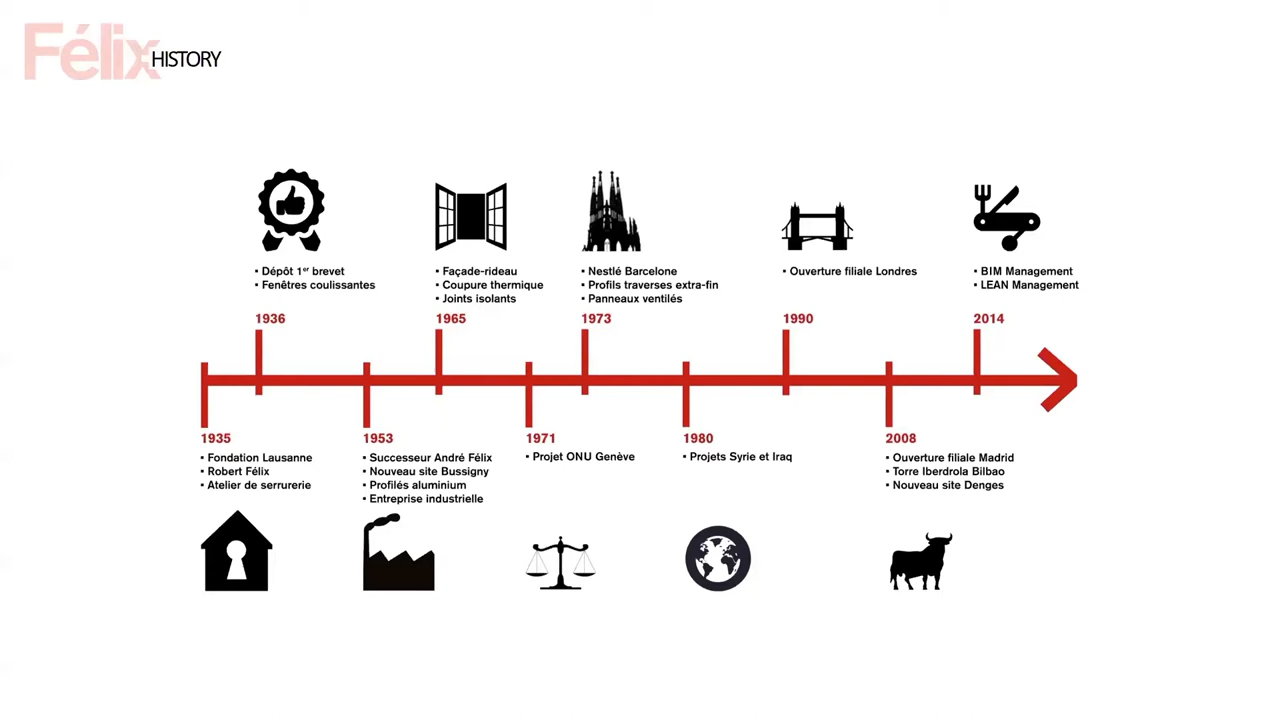 Félix
HISTORY
▪ Dépôt 1er brevet
▪ Fenêtres coulissantes
1936
▪ Façade-rideau
▪ Coupure thermique
▪ Joints isolants
1965
▪ Nestlé Barcelone
▪ Profils traverses extra-fin
▪ Panneaux ventilés
1973
▪ Ouverture filiale Londres
1990
▪ BIM Management
▪ LEAN Management
2014
1935
▪ Fondation Lausanne
▪ Robert Félix
▪ Atelier de serrurerie
1953
▪ Successeur André Félix
▪ Nouveau site Bussigny
▪ Profilés aluminium
▪ Entreprise industrielle
1971
▪ Projet ONU Genève
1980
▪ Projets Syrie et Iraq
2008
▪ Ouverture filiale Madrid
▪ Torre Iberdrola Bilbao
▪ Nouveau site Denges